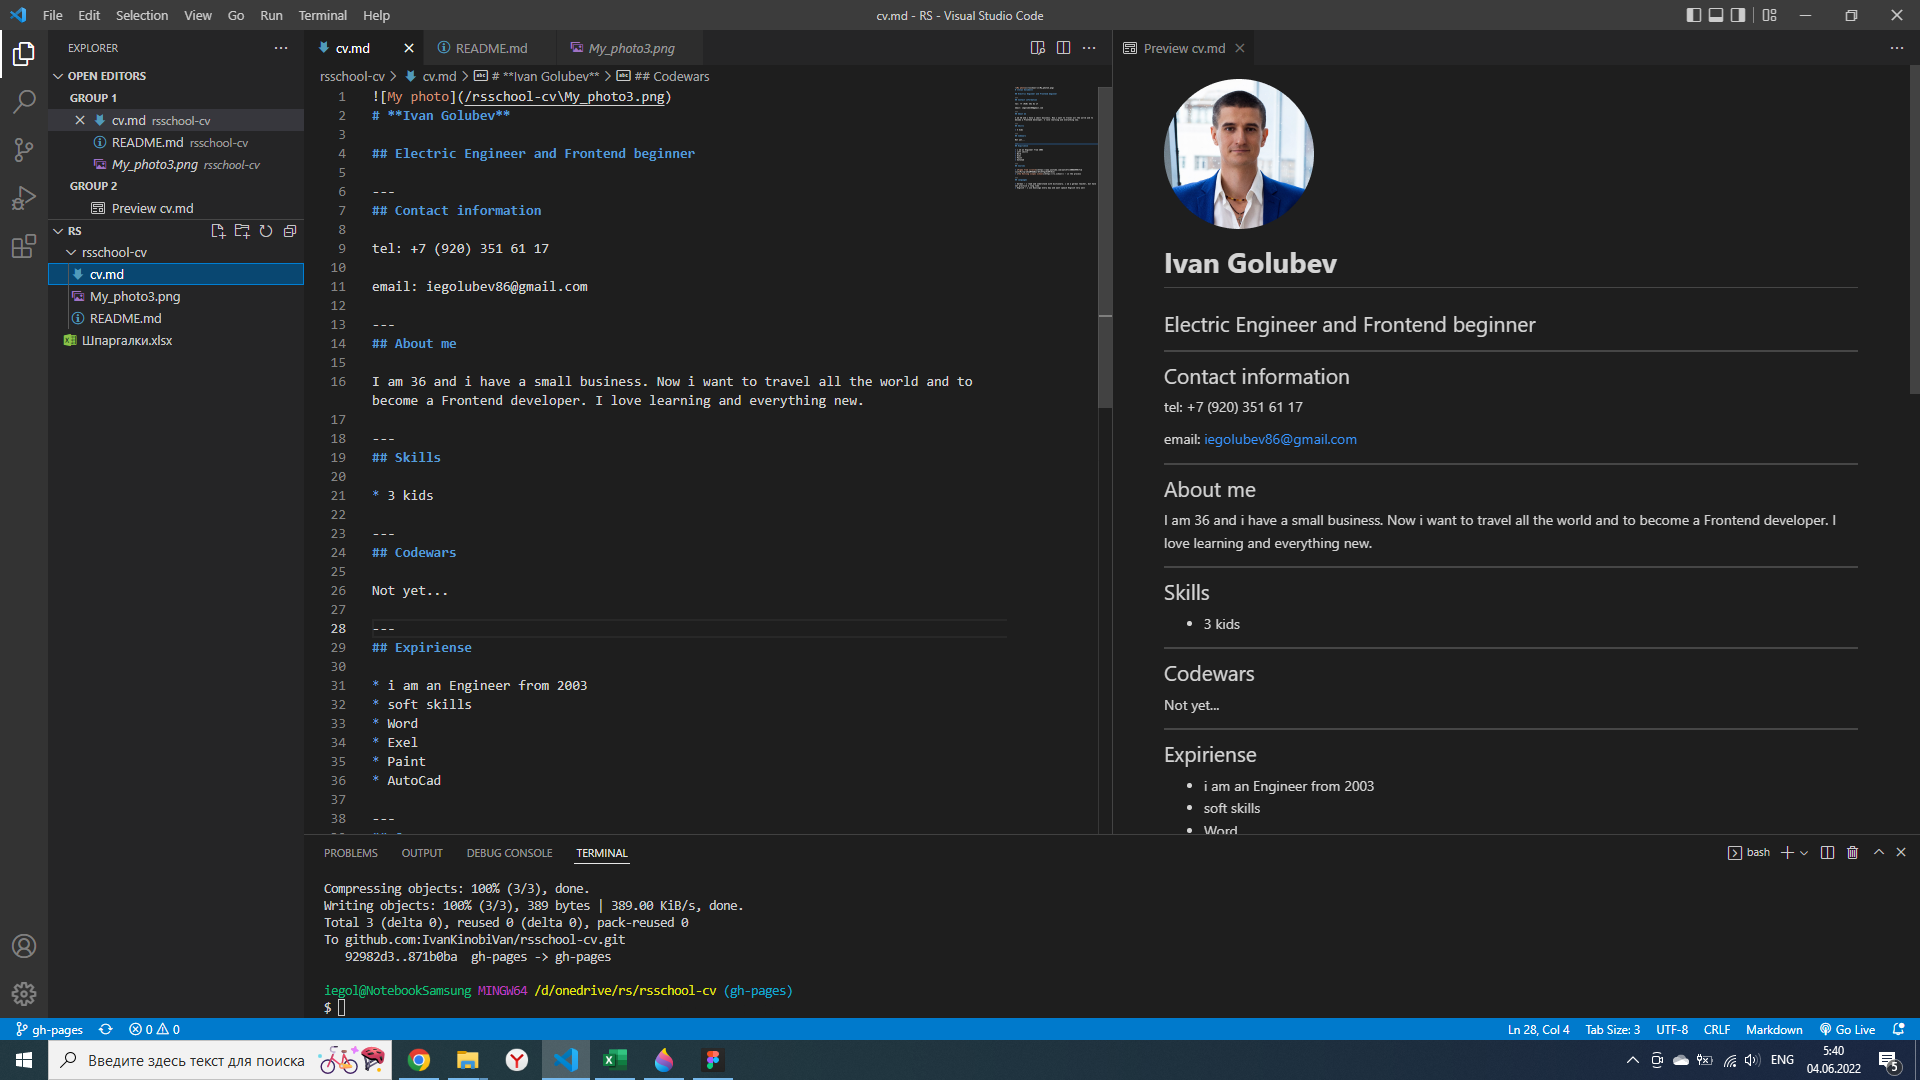 File Edit Selection View Go Run Terminal Help
cv.md - RS - Visual Studio Code
EXPLORER
OPEN EDITORS
GROUP 1
cv.md rsschool-cv
README.md rsschool-cv
My_photo3.png rsschool-cv
GROUP 2
Preview cv.md
RS
rsschool-cv
cv.md
My_photo3.png
README.md
Шпаргалки.xlsx
cv.md
README.md
My_photo3.png
rsschool-cv > cv.md > # **Ivan Golubev** > ## Codewars
1 ![My photo](/rsschool-cv\My_photo3.png)
2 # **Ivan Golubev**
3
4 ## Electric Engineer and Frontend beginner
5
6 ---
7 ## Contact information
8
9 tel: +7 (920) 351 61 17
10
11 email: iegolubev86@gmail.com
12
13 ---
14 ## About me
15
16 I am 36 and i have a small business. Now i want to travel all the world and to
become a Frontend developer. I love learning and everything new.
17
18 ---
19 ## Skills
20
21 * 3 kids
22
23 ---
24 ## Codewars
25
26 Not yet...
27
28 ---
29 ## Expiriense
30
31 * i am an Engineer from 2003
32 * soft skills
33 * Word
34 * Exel
35 * Paint
36 * AutoCad
37
38 ---
Preview cv.md
Ivan Golubev
Electric Engineer and Frontend beginner
Contact information
tel: +7 (920) 351 61 17
email: iegolubev86@gmail.com
About me
I am 36 and i have a small business. Now i want to travel all the world and to become a Frontend developer. I
love learning and everything new.
Skills
• 3 kids
Codewars
Not yet...
Expiriense
• i am an Engineer from 2003
• soft skills
• Word
PROBLEMS OUTPUT DEBUG CONSOLE TERMINAL
bash
Compressing objects: 100% (3/3), done.
Writing objects: 100% (3/3), 389 bytes | 389.00 KiB/s, done.
Total 3 (delta 0), reused 0 (delta 0), pack-reused 0
To github.com:IvanKinobiVan/rsschool-cv.git
92982d3..871b0ba gh-pages -> gh-pages
iegol@NotebookSamsung MINGW64 /d/onedrive/rs/rsschool-cv (gh-pages)
$
gh-pages 0 0
Ln 28, Col 4 Tab Size: 3 UTF-8 CRLF Markdown Go Live
Введите здесь текст для поиска
ENG
5:40
04.06.2022
5